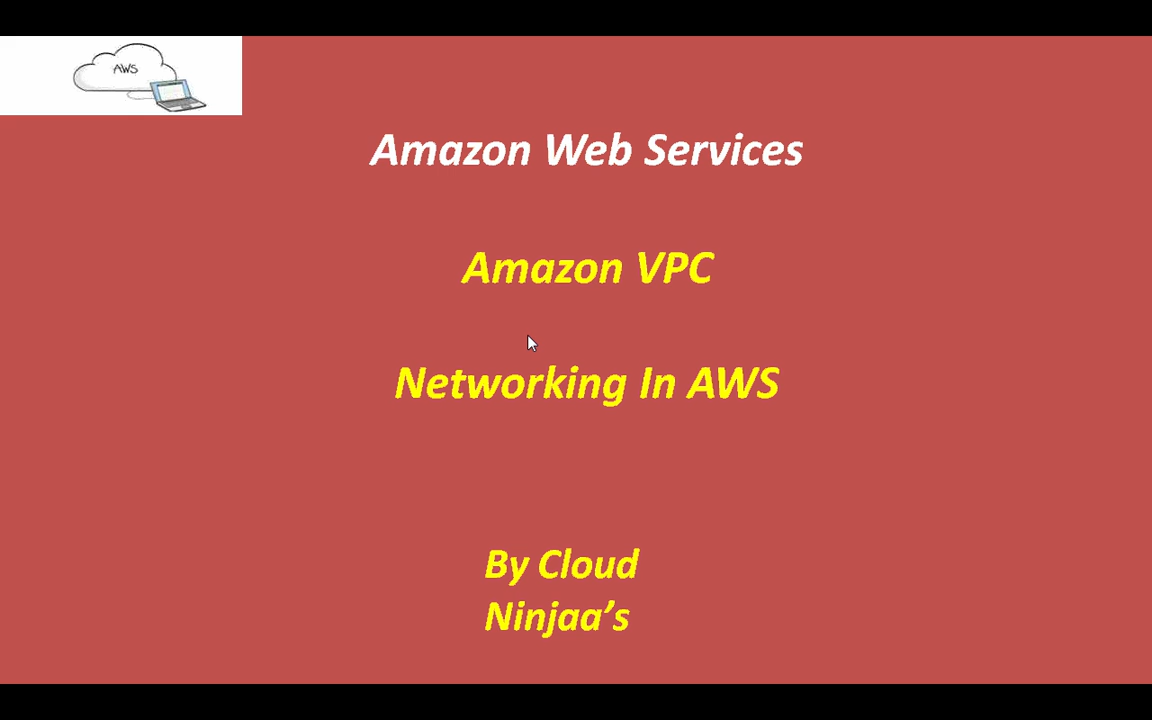 AWS
Amazon Web Services
Amazon VPC
Networking In AWS
By Cloud
Ninjaa’s